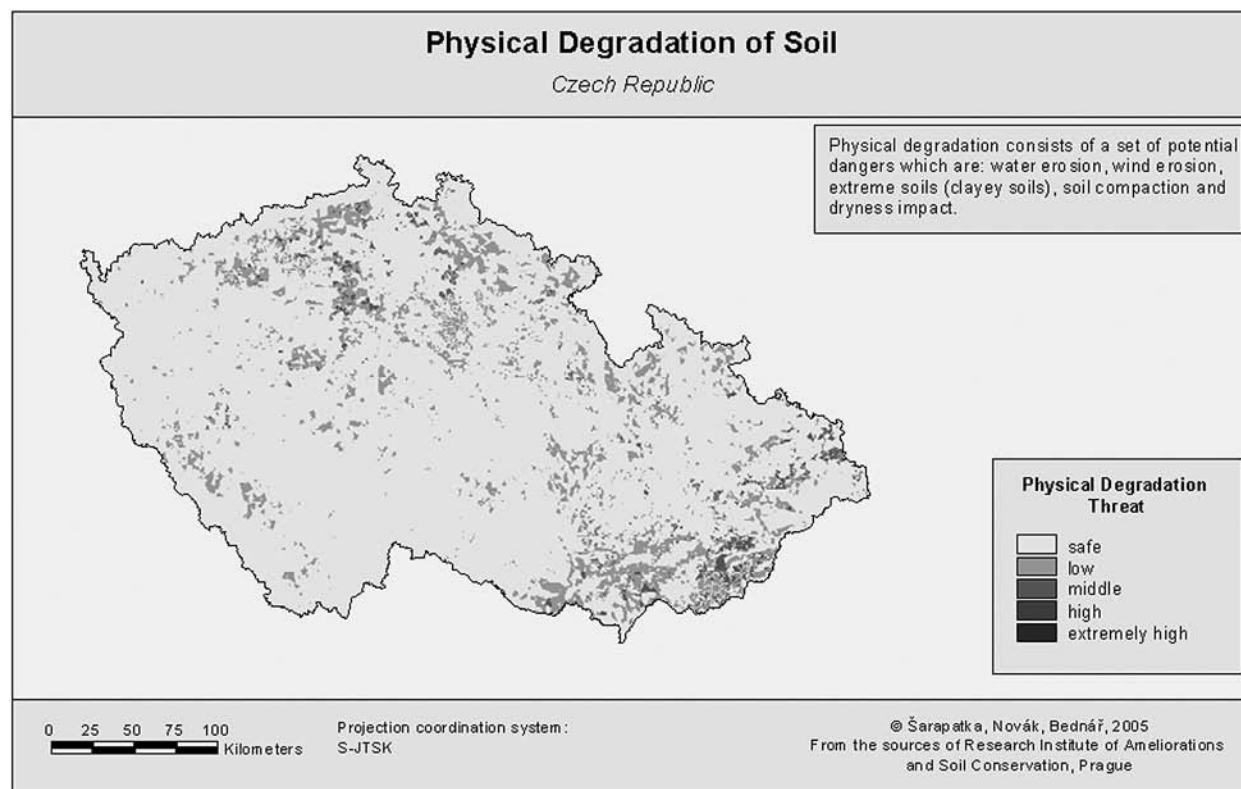 Physical Degradation of Soil
Czech Republic
Physical degradation consists of a set of potential
dangers which are: water erosion, wind erosion,
extreme soils (clayey soils), soil compaction and
dryness impact.
Physical Degradation
Threat
safe
low
middle
high
extremely high
0 25 50 75 100
Kilometers
Projection coordination system:
S-JTSK
© Šarapatka, Novák, Bednář, 2005
From the sources of Research Institute of Ameliorations
and Soil Conservation, Prague